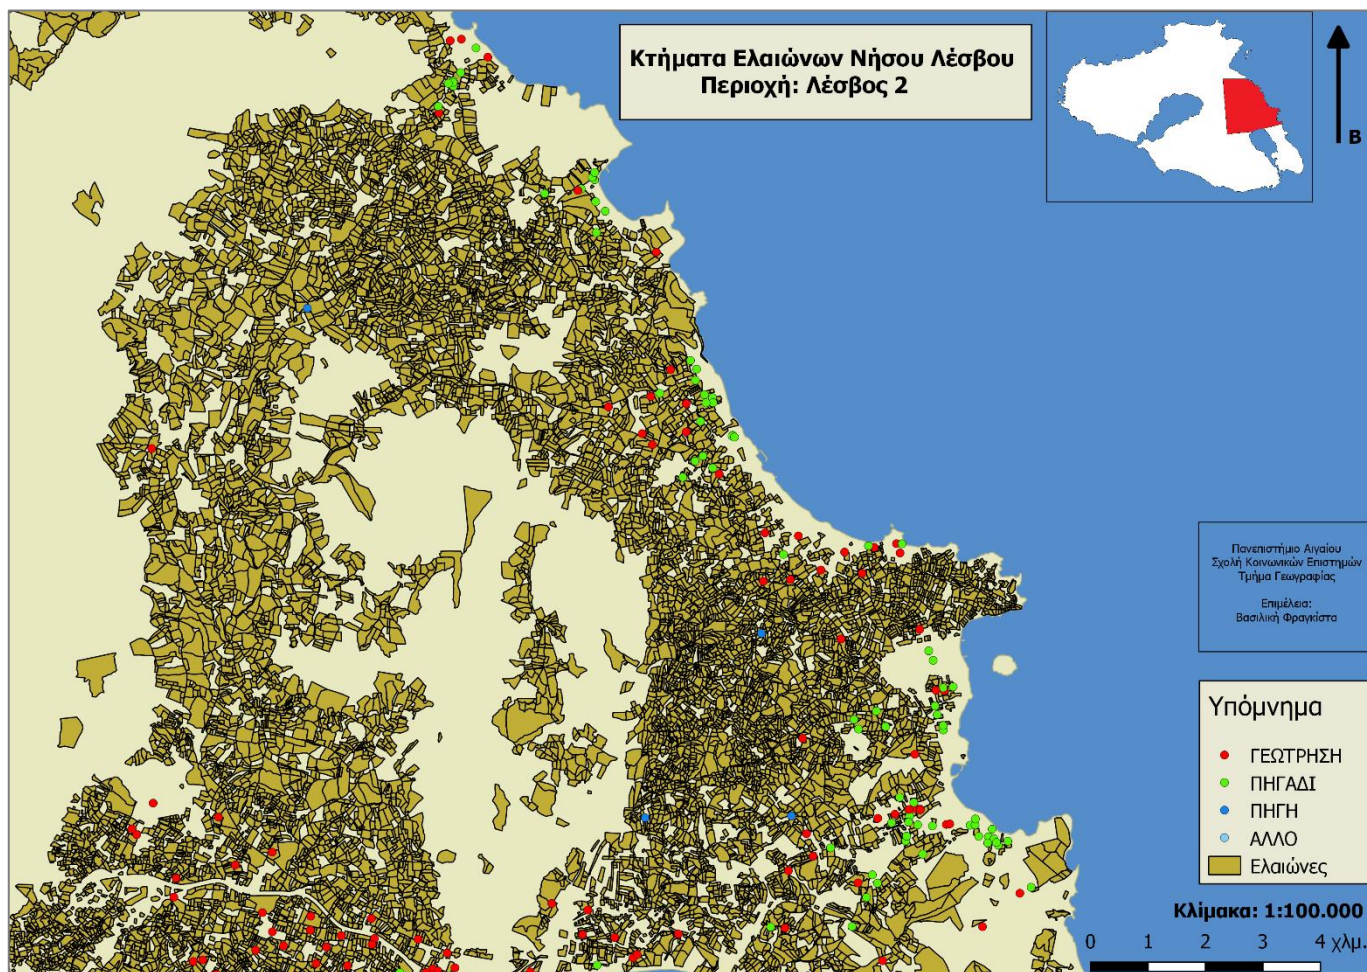 Κτήματα Ελαιώνων Νήσου Λέσβου
Περιοχή: Λέσβος 2
Β
Πανεπιστήμιο Αιγαίου
Σχολή Κοινωνικών Επιστημών
Τμήμα Γεωγραφίας
Επιμέλεια:
Βασιλική Φραγκίστα
Υπόμνημα
ΓΕΩΤΡΗΣΗ
ΠΗΓΑΔΙ
ΠΗΓΗ
ΑΛΛΟ
Ελαιώνες
Κλίμακα: 1:100.000
0 1 2 3 4 χλμ.